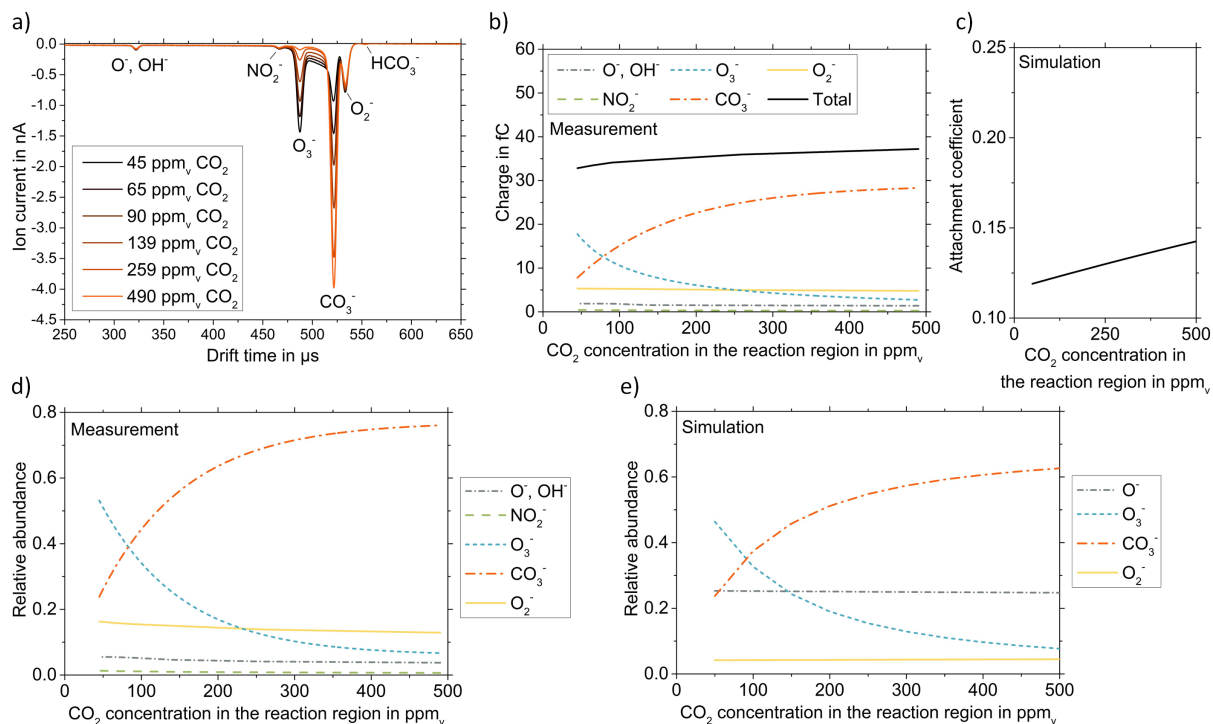 a)
0.0
-0.5
-1.0
-1.5
-2.0
-2.5
-3.0
-3.5
-4.0
-4.5
Ion current in nA
O⁻, OH⁻
NO₂⁻
O₃⁻
CO₃⁻
O₂⁻
HCO₃⁻
45 ppmᵥ CO₂
65 ppmᵥ CO₂
90 ppmᵥ CO₂
139 ppmᵥ CO₂
259 ppmᵥ CO₂
490 ppmᵥ CO₂
250 300 350 400 450 500 550 600 650
Drift time in µs
b)
60
50
40
30
20
10
0
Charge in fC
O⁻, OH⁻ O₃⁻ O₂⁻
NO₂⁻ CO₃⁻ Total
Measurement
0 100 200 300 400 500
CO₂ concentration in the reaction region in ppmᵥ
c)
0.25
0.20
0.15
0.10
Attachment coefficient
Simulation
0 250 500
CO₂ concentration in
the reaction region in ppmᵥ
d)
0.8
0.6
0.4
0.2
0.0
Relative abundance
Measurement
O⁻, OH⁻
NO₂⁻
O₃⁻
CO₃⁻
O₂⁻
0 100 200 300 400 500
CO₂ concentration in the reaction region in ppmᵥ
e)
0.8
0.6
0.4
0.2
0.0
Relative abundance
Simulation
O⁻
O₃⁻
CO₃⁻
O₂⁻
0 100 200 300 400 500
CO₂ concentration in the reaction region in ppmᵥ